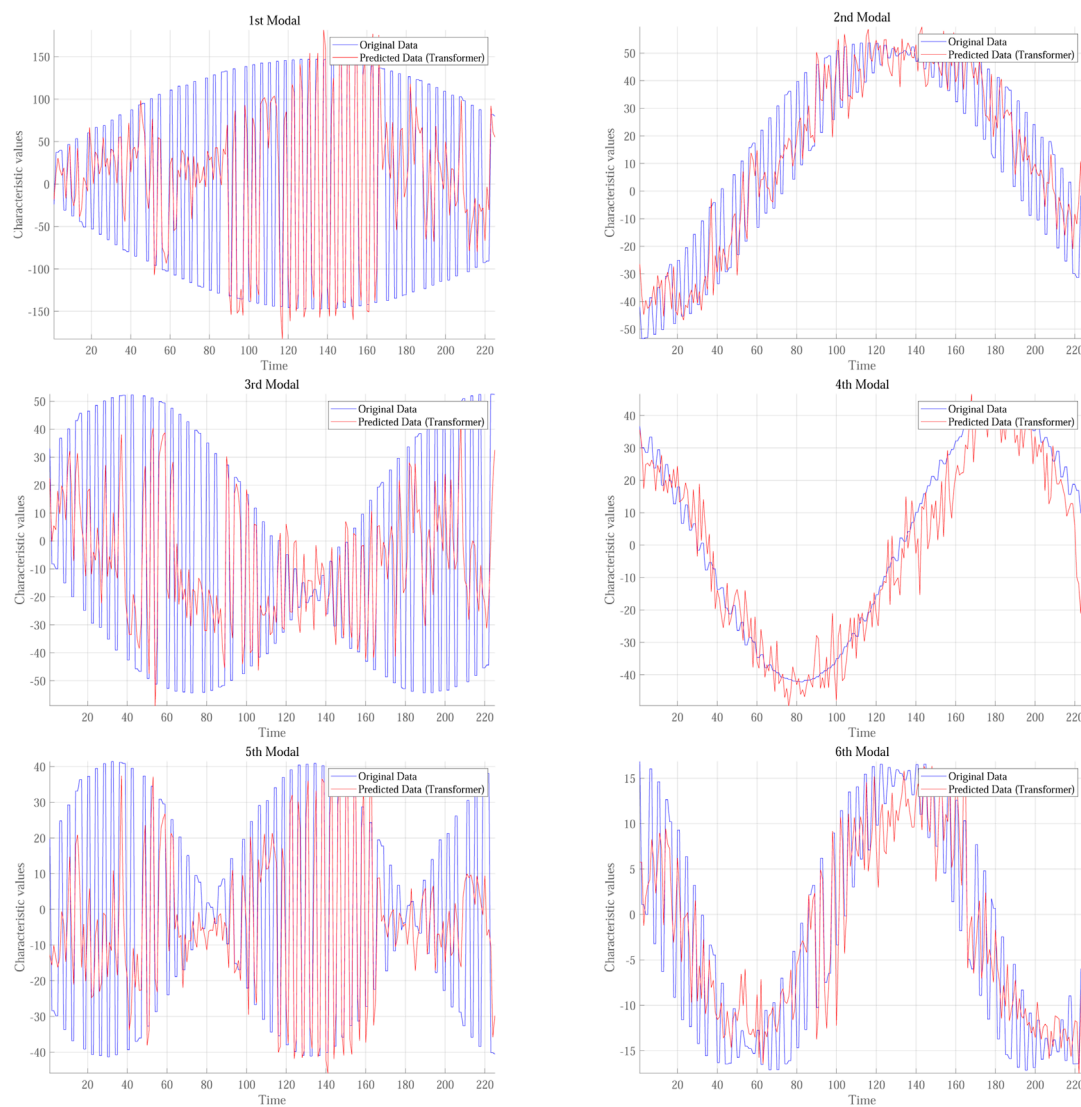 1st Modal
Original Data
Predicted Data (Transformer)
Characteristic values
150
100
50
0
-50
-100
-150
20 40 60 80 100 120 140 160 180 200 220
Time
2nd Modal
Original Data
Predicted Data (Transformer)
Characteristic values
50
40
30
20
10
0
-10
-20
-30
-40
-50
20 40 60 80 100 120 140 160 180 200 220
Time
3rd Modal
Original Data
Predicted Data (Transformer)
Characteristic values
50
40
30
20
10
0
-10
-20
-30
-40
-50
20 40 60 80 100 120 140 160 180 200 220
Time
4th Modal
Original Data
Predicted Data (Transformer)
Characteristic values
40
30
20
10
0
-10
-20
-30
-40
20 40 60 80 100 120 140 160 180 200 220
Time
5th Modal
Original Data
Predicted Data (Transformer)
Characteristic values
40
30
20
10
0
-10
-20
-30
-40
20 40 60 80 100 120 140 160 180 200 220
Time
6th Modal
Original Data
Predicted Data (Transformer)
Characteristic values
15
10
5
0
-5
-10
-15
20 40 60 80 100 120 140 160 180 200 220
Time